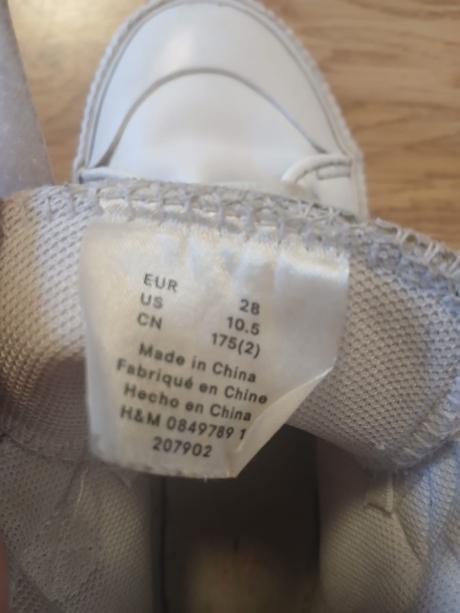 EUR 28
US 10.5
CN 175(2)
Made in China
Fabriqué en Chine
Hecho en China
H&M 0849789 1
207902